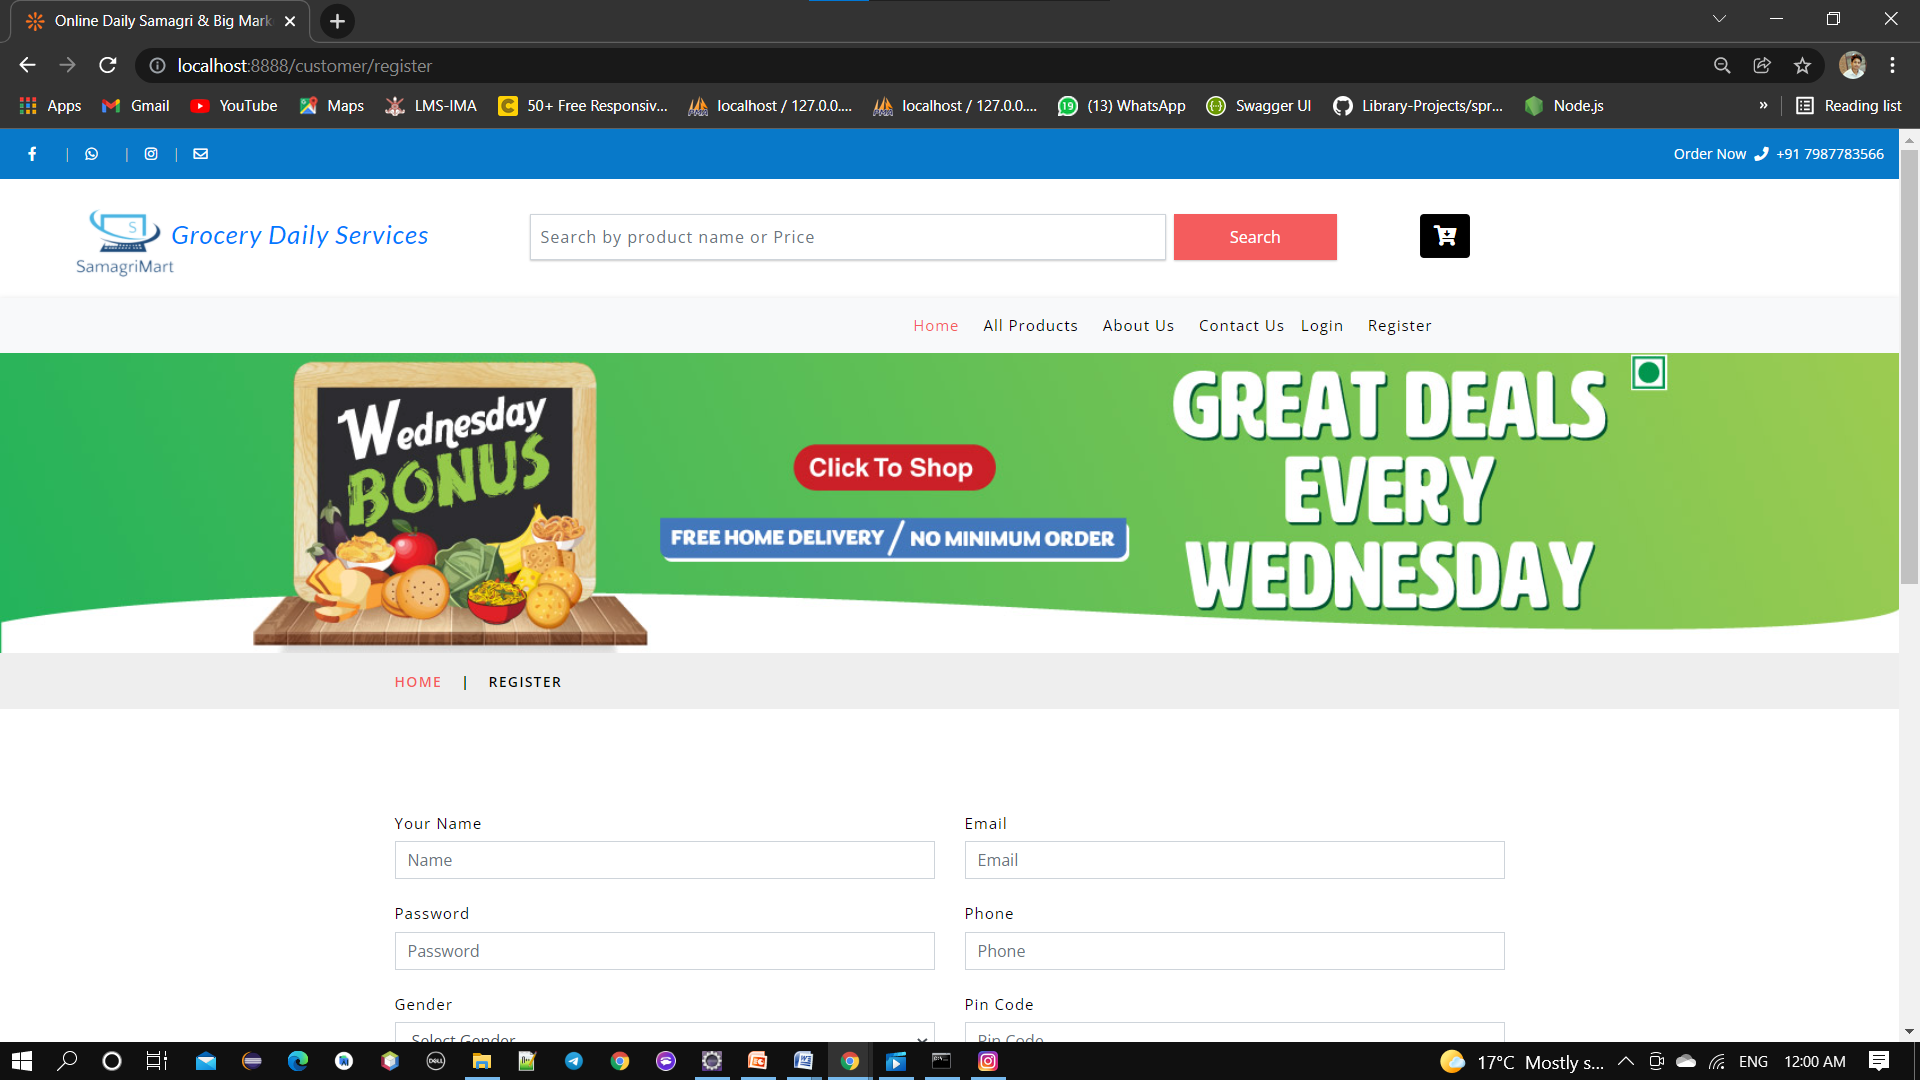 Online Daily Samagri & Big Mark
localhost:8888/customer/register
Apps
Gmail
YouTube
Maps
LMS-IMA
50+ Free Responsiv...
localhost / 127.0.0....
localhost / 127.0.0....
(13) WhatsApp
Swagger UI
Library-Projects/spr...
Node.js
»
Reading list
Order Now +91 7987783566
S
SamagriMart
Grocery Daily Services
Search by product name or Price
Search
Home
All Products
About Us
Contact Us
Login
Register
Wednesday
BONUS
Click To Shop
FREE HOME DELIVERY / NO MINIMUM ORDER
GREAT DEALS
EVERY
WEDNESDAY
HOME | REGISTER
Your Name
Name
Email
Email
Password
Password
Phone
Phone
Gender
Select Gender
Pin Code
Pin Code
17°C Mostly s...
ENG
12:00 AM